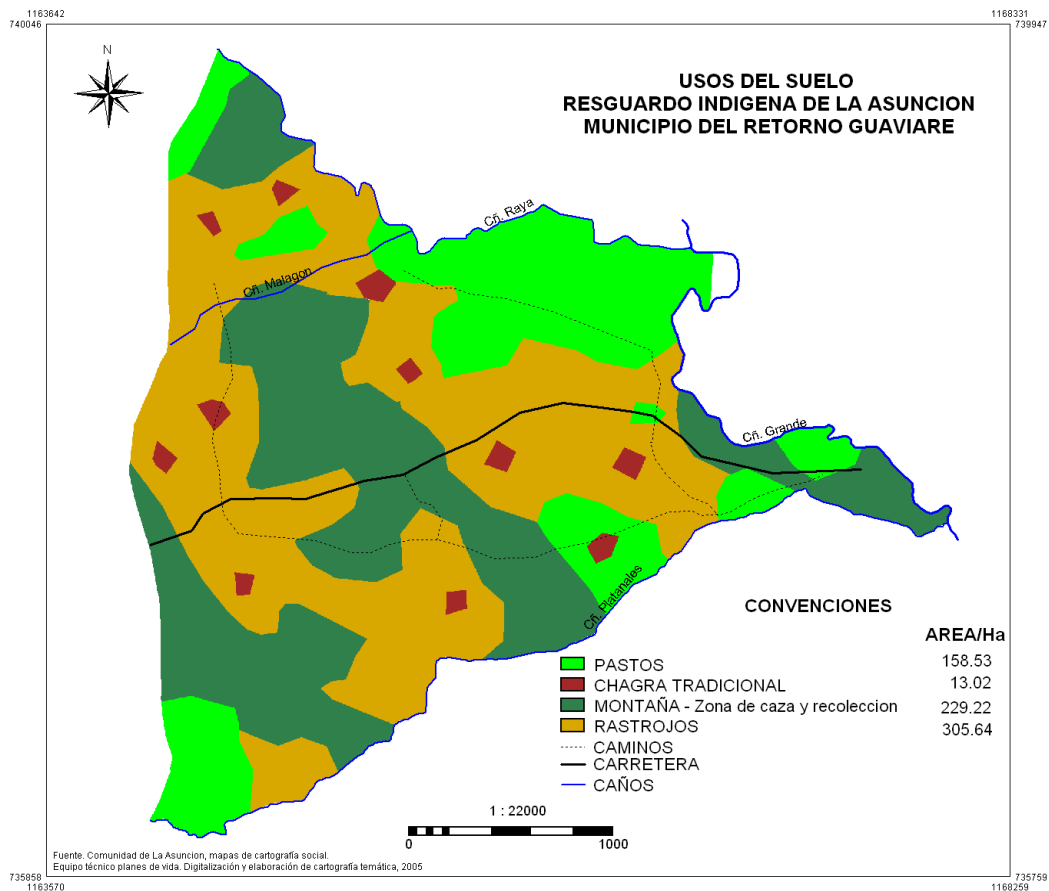 1163642
1168331
740046
739947
N
USOS DEL SUELO
RESGUARDO INDIGENA DE LA ASUNCION
MUNICIPIO DEL RETORNO GUAVIARE
Cñ. Raya
Cñ. Malagon
Cñ. Grande
Cñ. Platanales
CONVENCIONES
AREA/Ha
PASTOS 158.53
CHAGRA TRADICIONAL 13.02
MONTAÑA - Zona de caza y recoleccion 229.22
RASTROJOS 305.64
CAMINOS
CARRETERA
CAÑOS
1 : 22000
0 1000
Fuente. Comunidad de La Asuncion, mapas de cartografía social.
Equipo técnico planes de vida. Digitalización y elaboración de cartografía temática, 2005
735858
735759
1163570
1168259